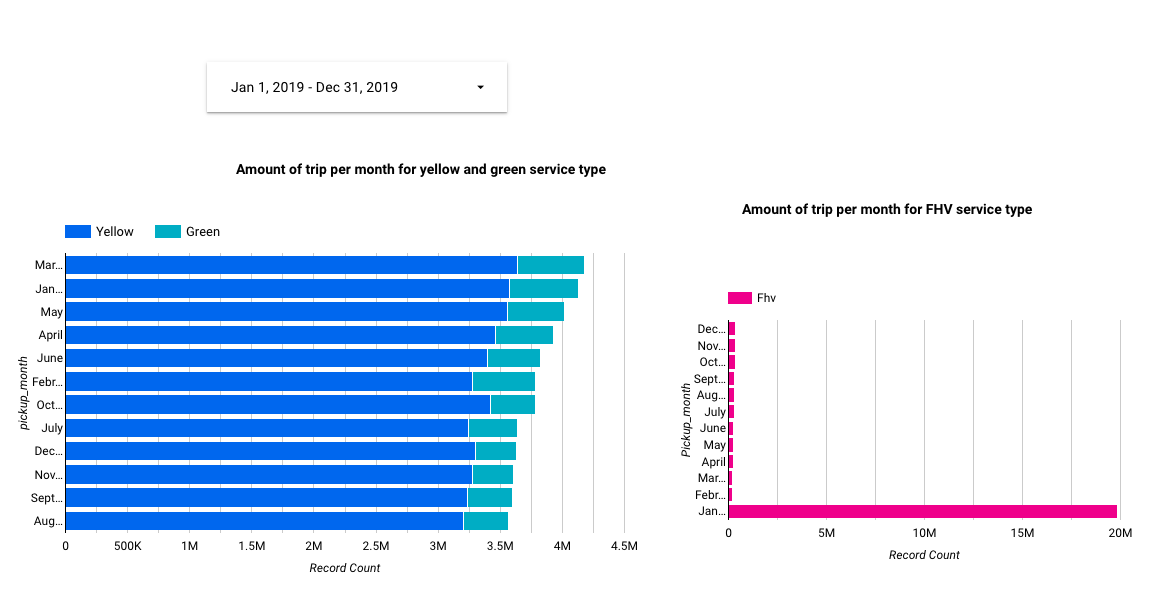 Jan 1, 2019 - Dec 31, 2019
Amount of trip per month for yellow and green service type
Yellow
Green
pickup_month
Mar...
Jan...
May
April
June
Febr...
Oct...
July
Dec...
Nov...
Sept...
Aug...
0 500K 1M 1.5M 2M 2.5M 3M 3.5M 4M 4.5M
Record Count
Amount of trip per month for FHV service type
Fhv
Pickup_month
Dec...
Nov...
Oct...
Sept...
Aug...
July
June
May
April
Mar...
Febr...
Jan...
0 5M 10M 15M 20M
Record Count